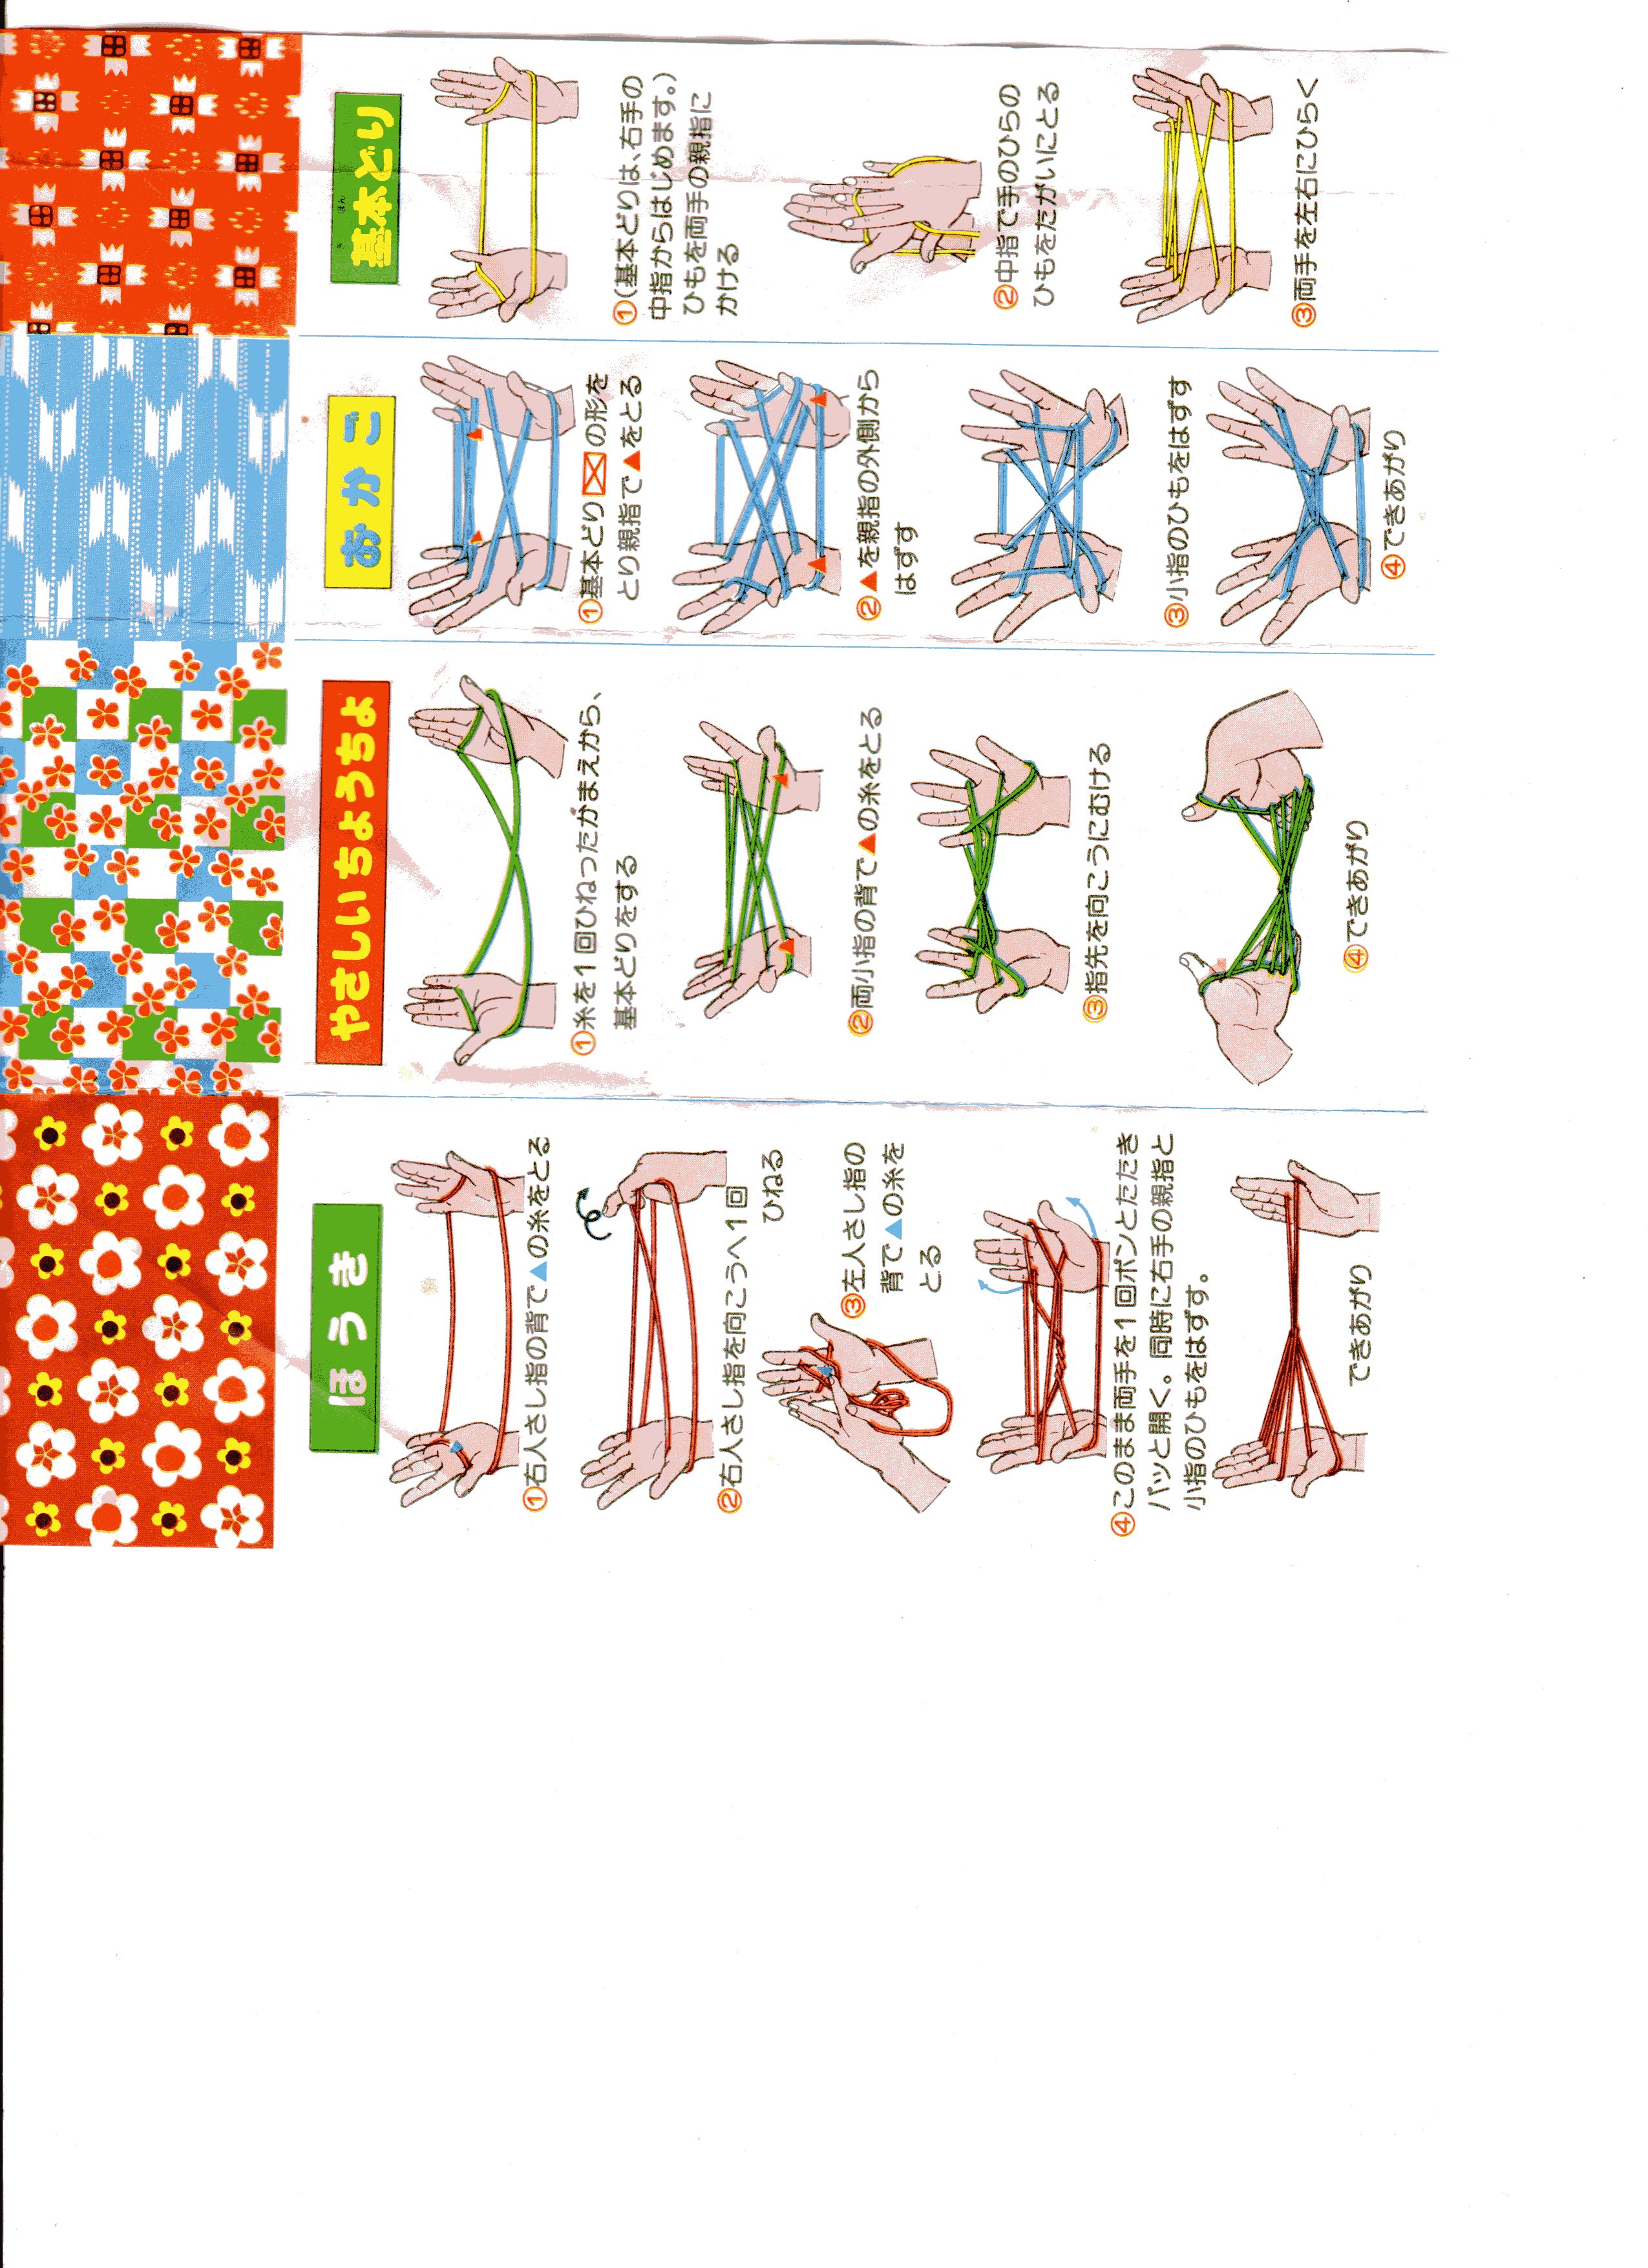 ほうき
①右人さし指の背で▲の糸をとる
②右人さし指を向こうへ1回
ひねる
③左人さし指の
背で▲の糸を
とる
④このまま両手を1回ポンとたたき
パッと開く。同時に右手の親指と
小指のひもをはずす。
できあがり
やさしいちょうちょ
①糸を1回ひねったかまえから、
基本どりをする
②両小指の背で▲の糸をとる
③指先を向こうにむける
④できあがり
おかご
①基本どりの形を
とり親指で▲をとる
②▲を親指の外側から
はずす
③小指のひもをはずす
④できあがり
き ほん
基本どり
①(基本どりは、右手の
中指からはじめます。)
ひもを両手の親指に
かける
②中指で手のひらの
ひもをたがいにとる
③両手を左右にひらく